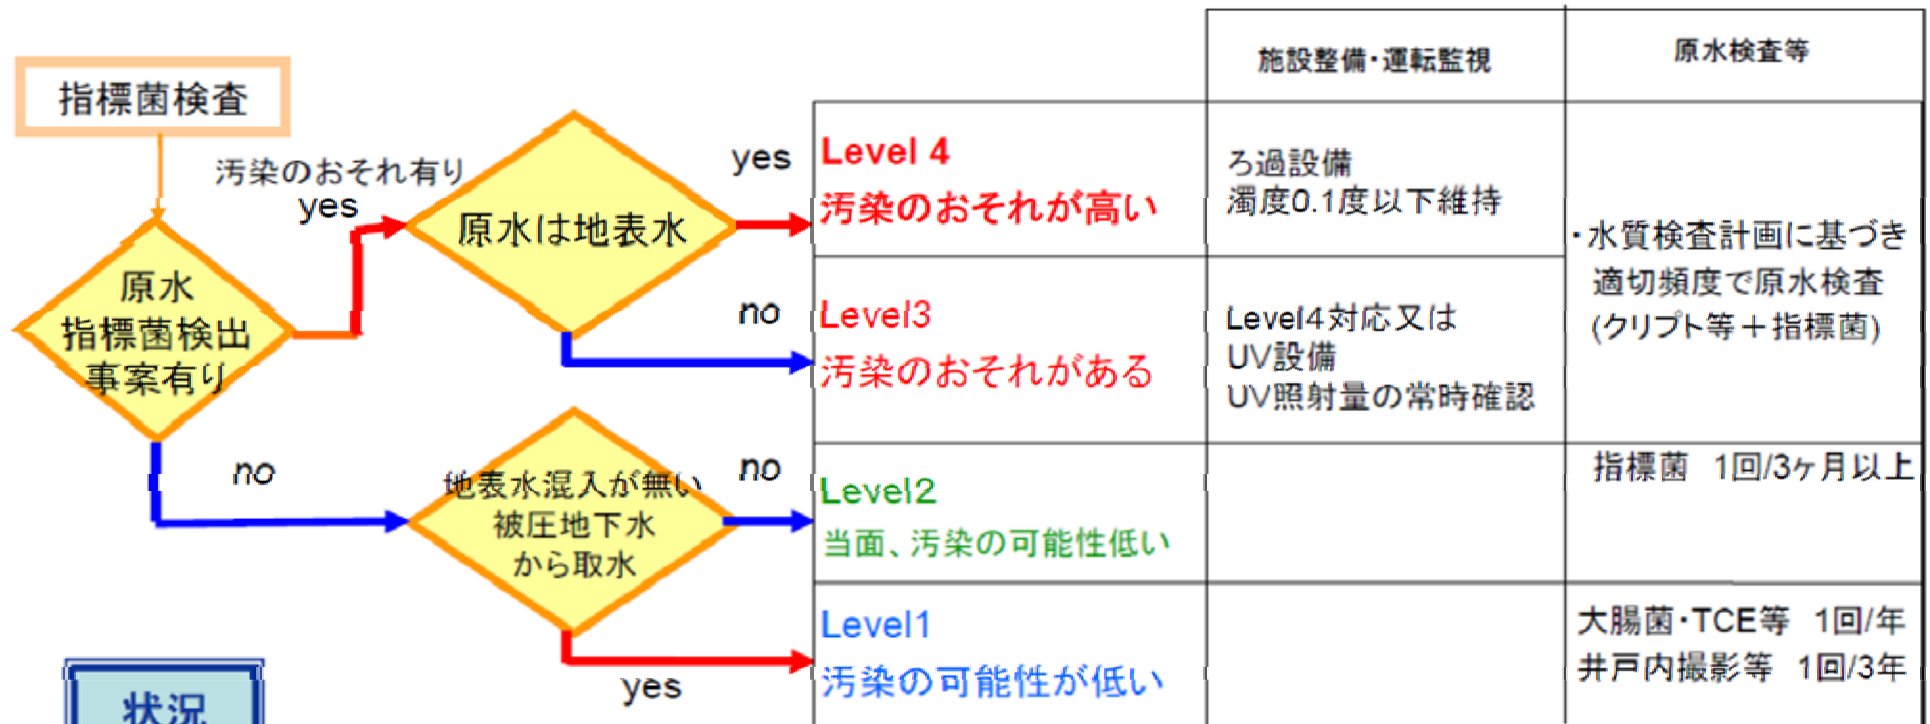 施設整備・運転監視
原水検査等
指標菌検査
汚染のおそれ有り
yes
原水は地表水
yes
Level 4
汚染のおそれが高い
ろ過設備
濁度0.1度以下維持
・水質検査計画に基づき
適切頻度で原水検査
(クリプト等＋指標菌)
原水
指標菌検出
事案有り
no
Level3
汚染のおそれがある
Level4対応又は
UV設備
UV照射量の常時確認
no
地表水混入が無い
被圧地下水
から取水
no
Level2
当面、汚染の可能性低い
指標菌 1回/3ヶ月以上
yes
Level1
汚染の可能性が低い
大腸菌・TCE等 1回/年
井戸内撮影等 1回/3年
状況